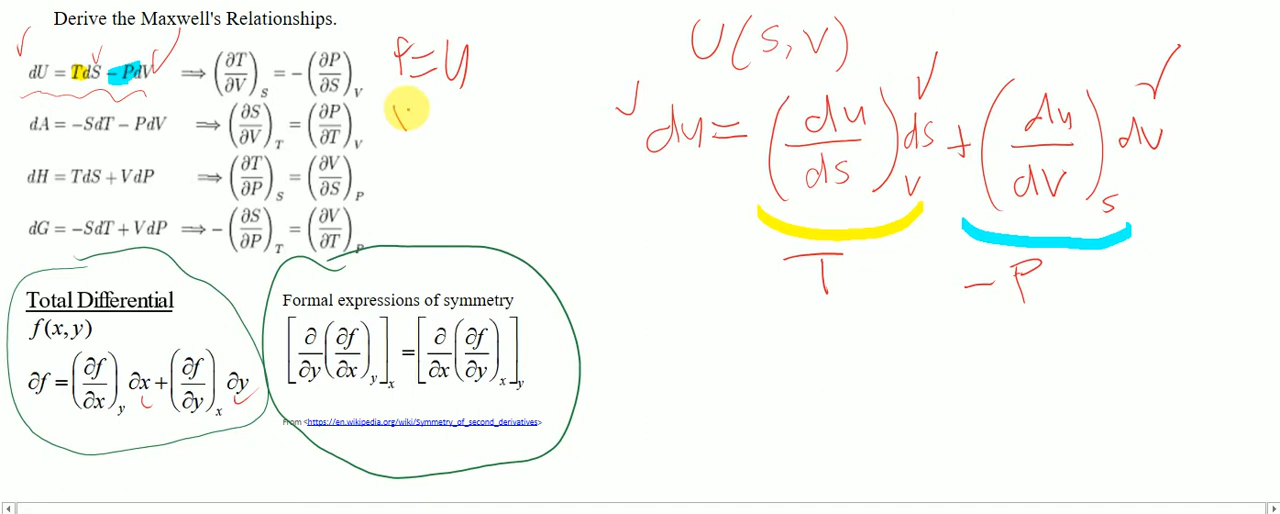 Derive the Maxwell's Relationships.
dU = TdS − PdV ⟹ (∂T/∂V)_S = −(∂P/∂S)_V
dA = −SdT − PdV ⟹ (∂S/∂V)_T = (∂P/∂T)_V
dH = TdS + VdP ⟹ (∂T/∂P)_S = (∂V/∂S)_P
dG = −SdT + VdP ⟹ −(∂S/∂P)_T = (∂V/∂T)_P
f = U
U(S,V)
du = (du/ds)_V ds + (du/dV)_S dV
T
−P
Total Differential
f(x,y)
∂f = (∂f/∂x)_y ∂x + (∂f/∂y)_x ∂y
Formal expressions of symmetry
[∂/∂y (∂f/∂x)_y]_x = [∂/∂x (∂f/∂y)_x]_y
From <https://en.wikipedia.org/wiki/Symmetry_of_second_derivatives>